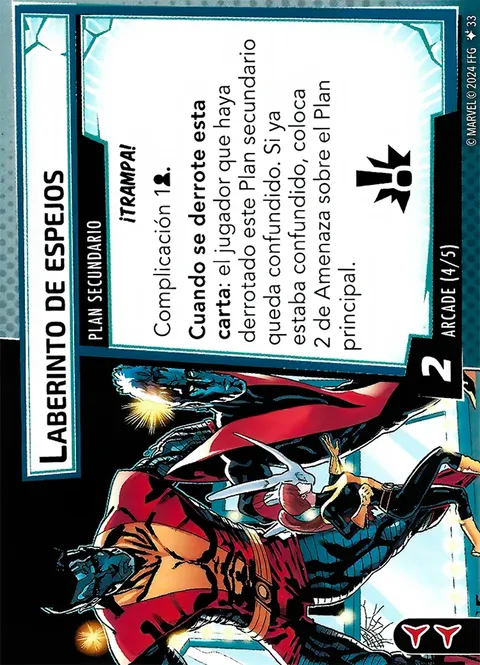 LABERINTO DE ESPEJOS
PLAN SECUNDARIO
¡TRAMPA!
Complicación 1.
Cuando se derrote esta
carta: el jugador que haya
derrotado este Plan secundario
queda confundido. Si ya
estaba confundido, coloca
2 de Amenaza sobre el Plan
principal.
2
ARCADE (4/5)
© MARVEL © 2024 FFG 33